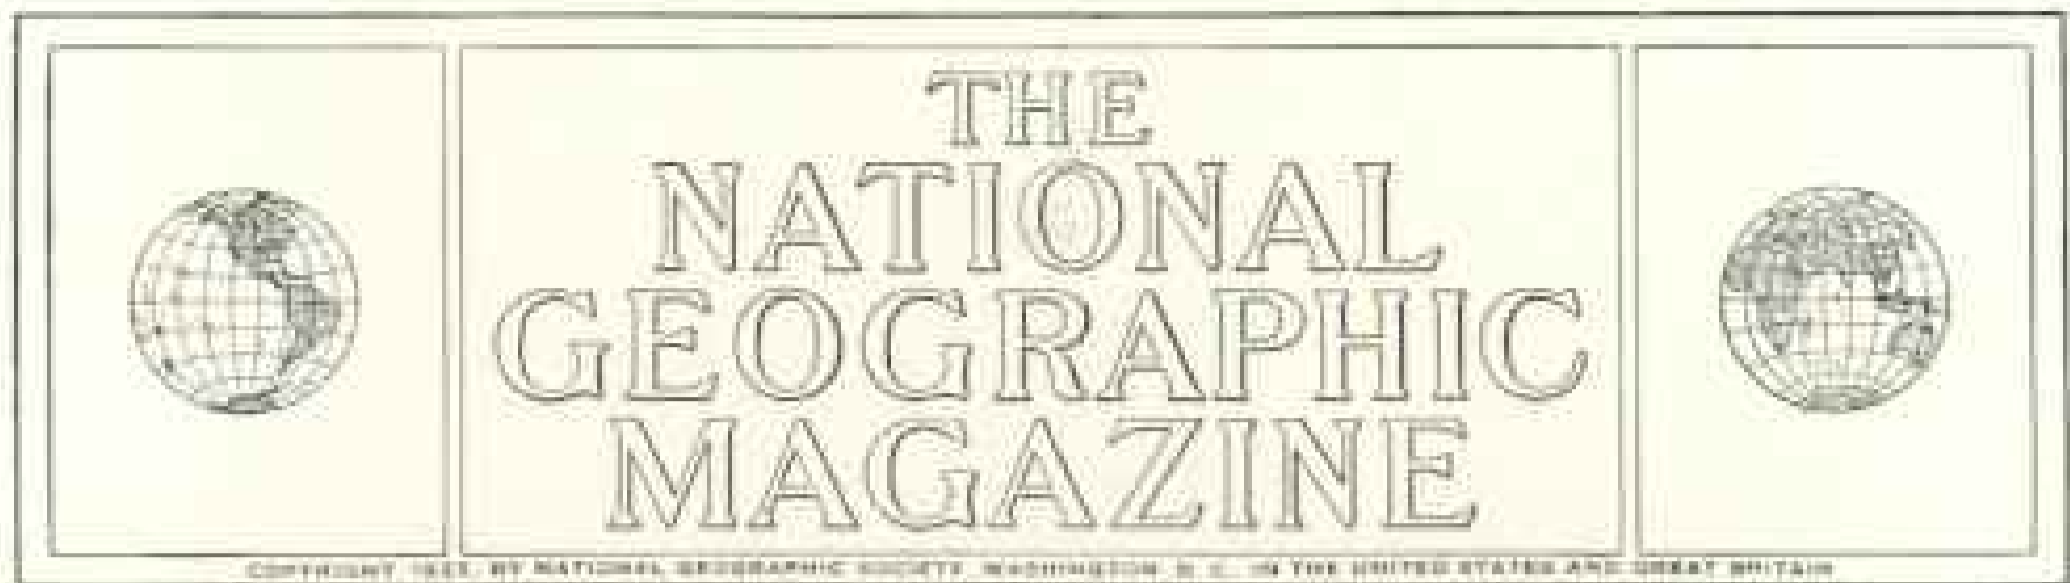 THE
NATIONAL
GEOGRAPHIC
MAGAZINE
COPYRIGHT BY NATIONAL GEOGRAPHIC SOCIETY, WASHINGTON, D. C. IN THE UNITED STATES AND GREAT BRITAIN